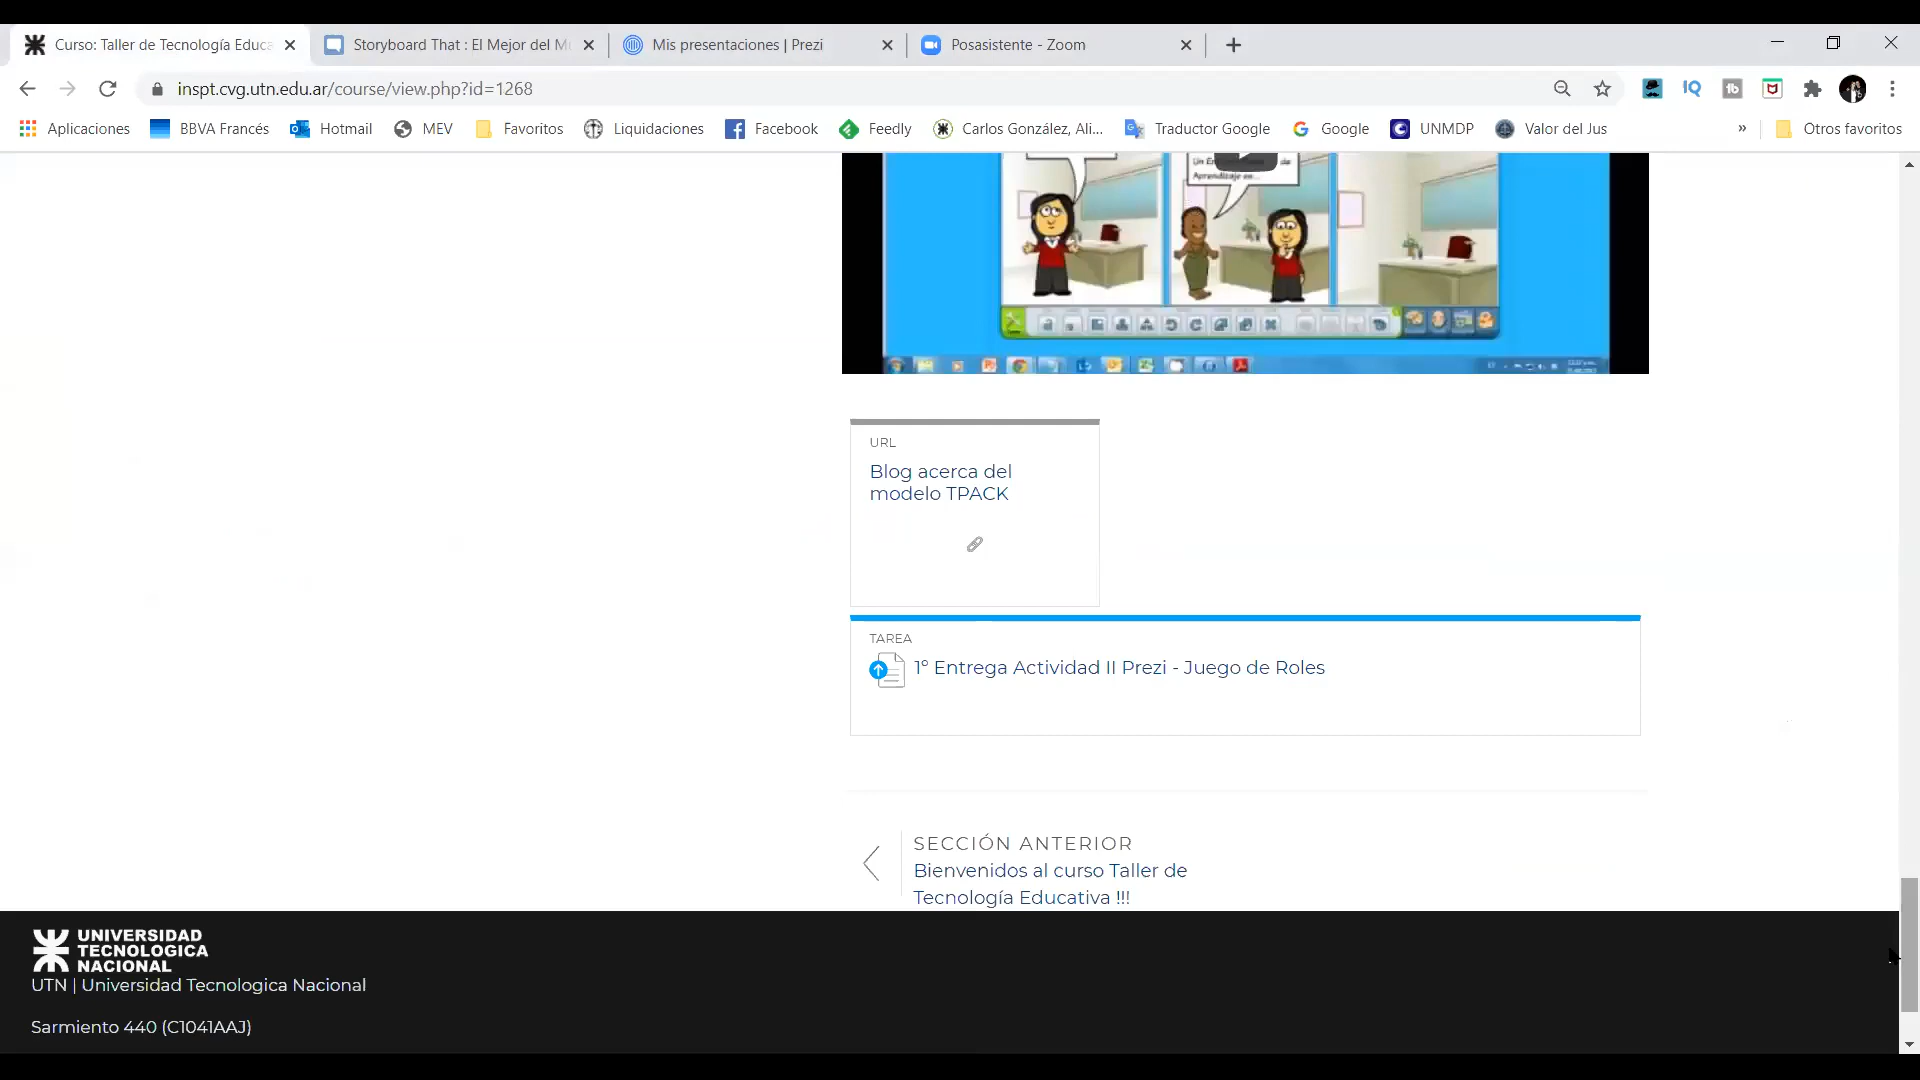 Curso: Taller de Tecnología Educa
Storyboard That : El Mejor del M
Mis presentaciones | Prezi
Posasistente - Zoom
inspt.cvg.utn.edu.ar/course/view.php?id=1268
Aplicaciones
BBVA Francés
Hotmail
MEV
Favoritos
Liquidaciones
Facebook
Feedly
Carlos González, Ali...
Traductor Google
Google
UNMDP
Valor del Jus
»
Otros favoritos
Aprendizaje es...
URL
Blog acerca del
modelo TPACK
TAREA
1º Entrega Actividad II Prezi - Juego de Roles
SECCIÓN ANTERIOR
Bienvenidos al curso Taller de
Tecnología Educativa !!!
UNIVERSIDAD
TECNOLOGICA
NACIONAL
UTN | Universidad Tecnologica Nacional
Sarmiento 440 (C1041AAJ)